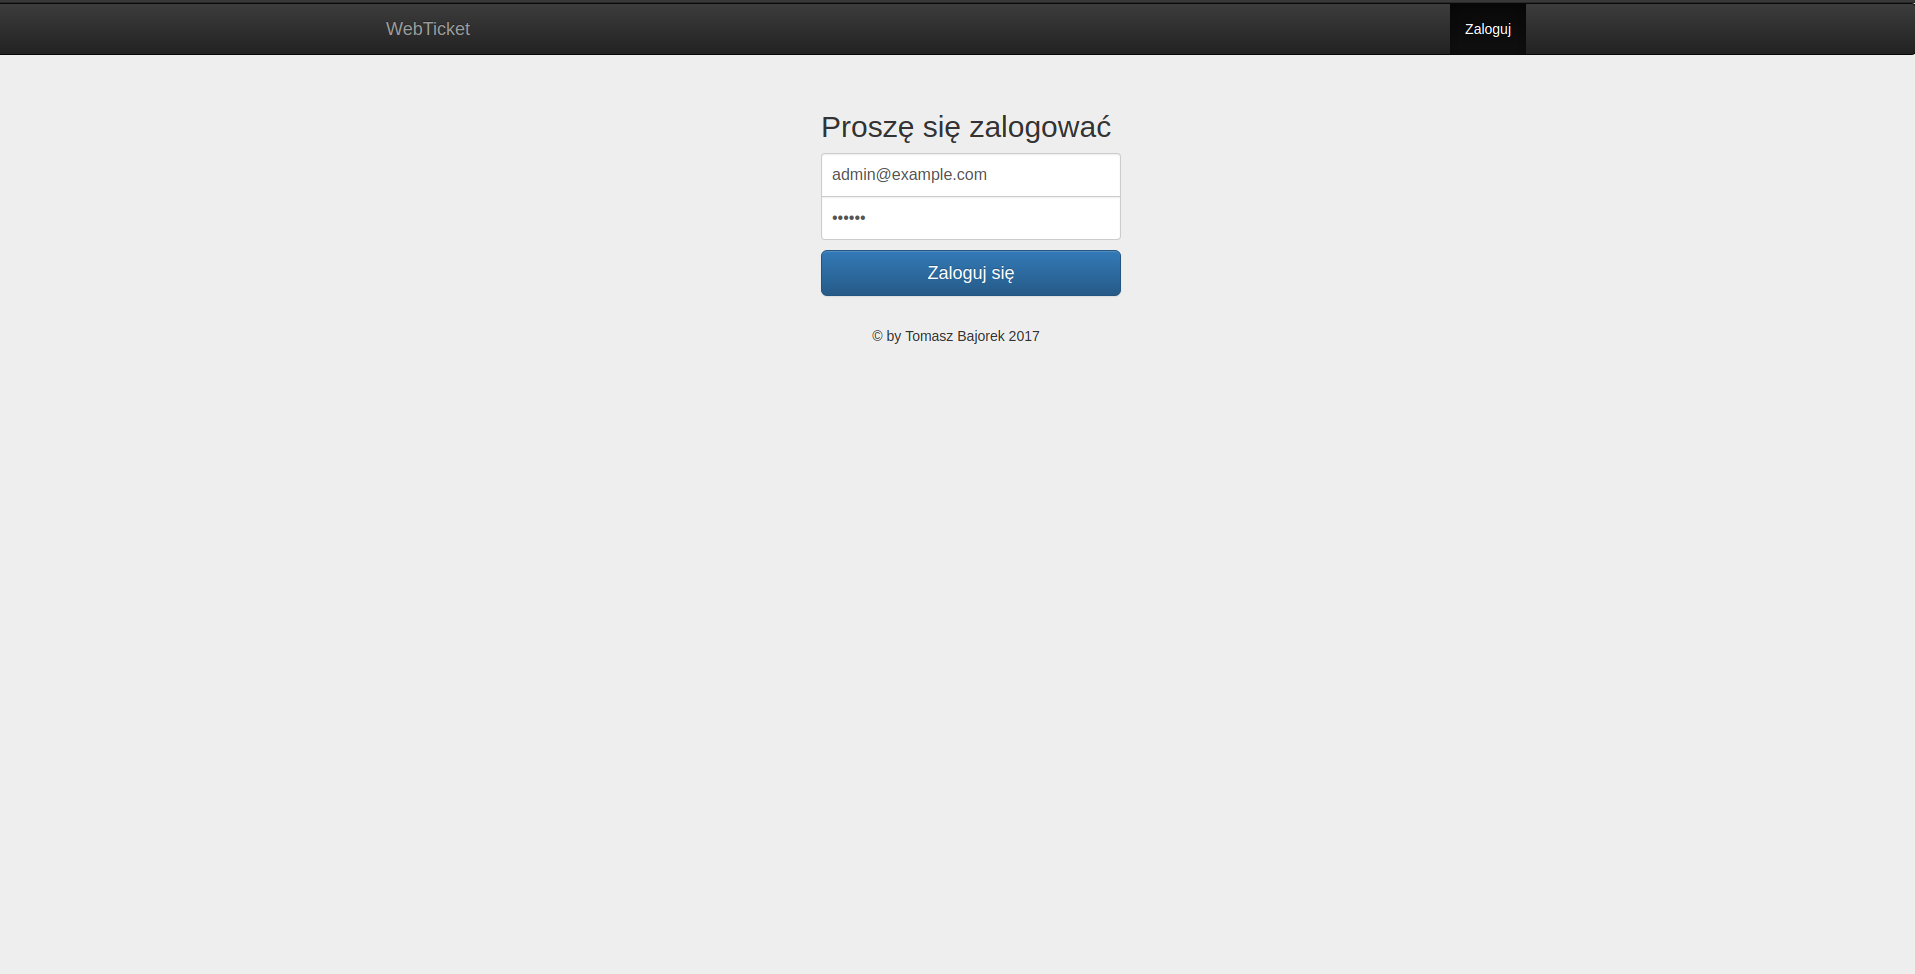 WebTicket
Zaloguj
Proszę się zalogować
admin@example.com
••••••
Zaloguj się
© by Tomasz Bajorek 2017